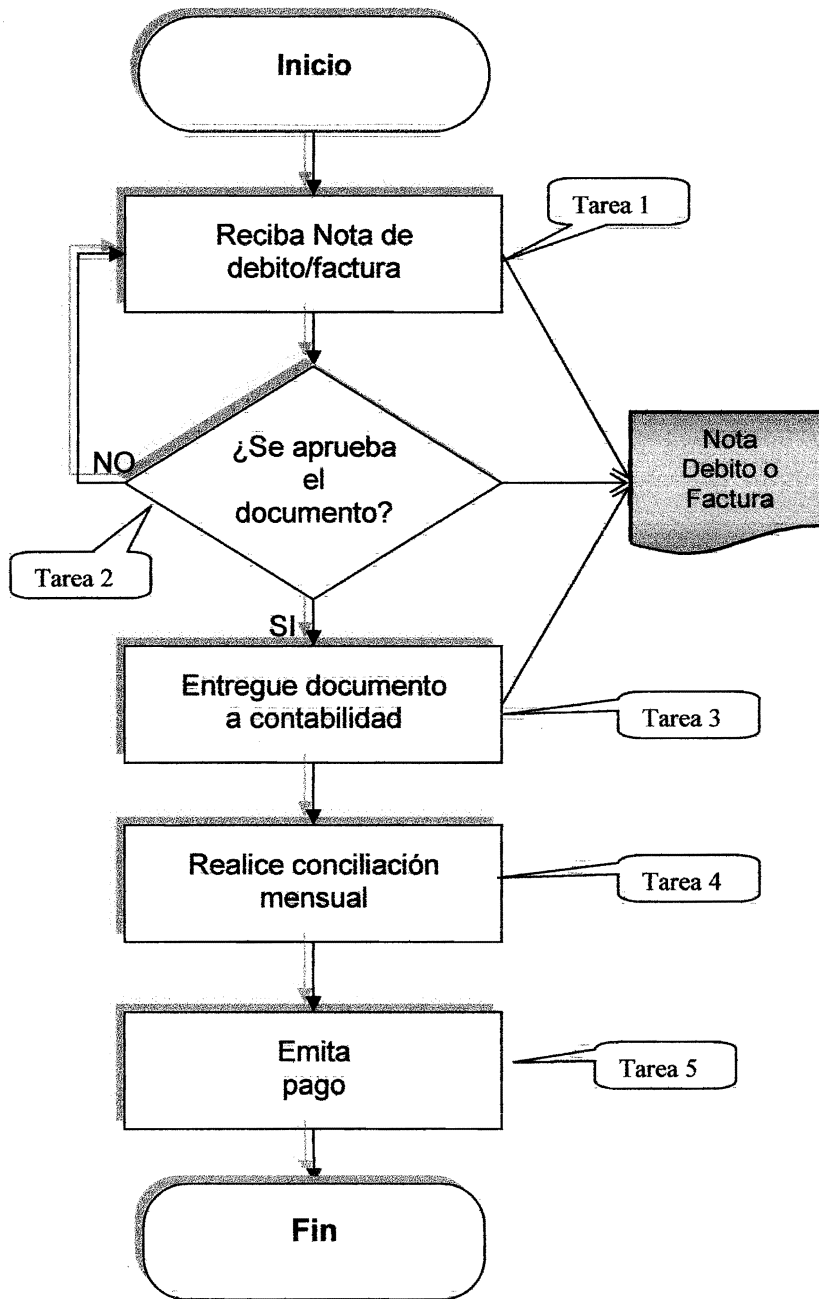 Inicio
Reciba Nota de
debito/factura
Tarea 1
¿Se aprueba
el
documento?
NO
Nota
Debito o
Factura
Tarea 2
SI
Entregue documento
a contabilidad
Tarea 3
Realice conciliación
mensual
Tarea 4
Emita
pago
Tarea 5
Fin